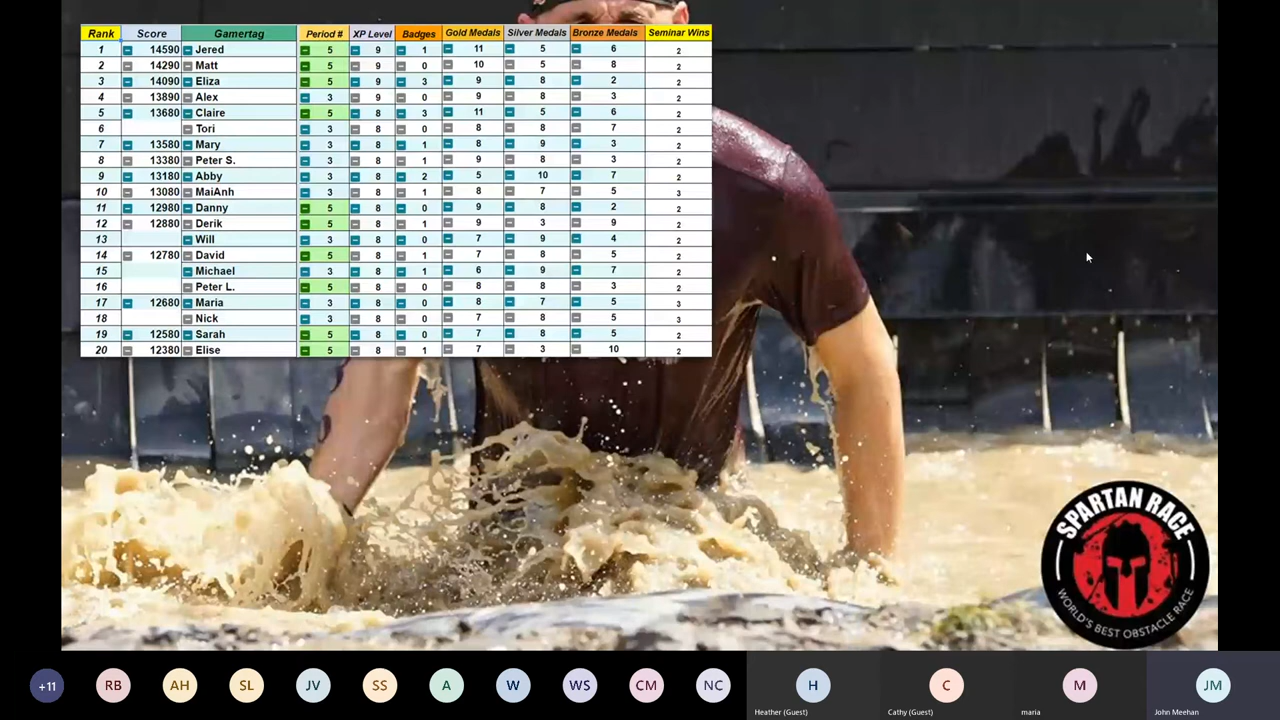 Rank Score Gamertag Period # XP Level Badges Gold Medals Silver Medals Bronze Medals Seminar Wins
1 14590 Jered 5 9 1 11 5 6 2
2 14290 Matt 5 9 0 10 5 8 2
3 14090 Eliza 5 9 3 9 8 2 2
4 13890 Alex 3 9 0 9 8 3 2
5 13680 Claire 5 8 3 11 5 6 2
6 Tori 3 8 0 8 8 7 2
7 13580 Mary 3 8 1 8 9 3 2
8 13380 Peter S. 3 8 1 9 8 3 2
9 13180 Abby 3 8 2 5 10 7 2
10 13080 MaiAnh 3 8 1 8 7 5 3
11 12980 Danny 5 8 0 9 8 2 2
12 12880 Derik 5 8 1 9 3 9 2
13 Will 3 8 0 7 9 4 2
14 12780 David 5 8 1 7 8 5 2
15 Michael 3 8 1 6 9 7 2
16 Peter L. 5 8 0 8 8 3 2
17 12680 Maria 3 8 0 8 7 5 3
18 Nick 3 8 0 7 8 5 3
19 12580 Sarah 5 8 0 7 8 5 2
20 12380 Elise 5 8 1 7 3 10 2
SPARTAN RACE
WORLD'S BEST OBSTACLE RACE
+11 RB AH SL JV SS A W WS CM NC H C M JM
Heather (Guest) Cathy (Guest) maria John Meehan